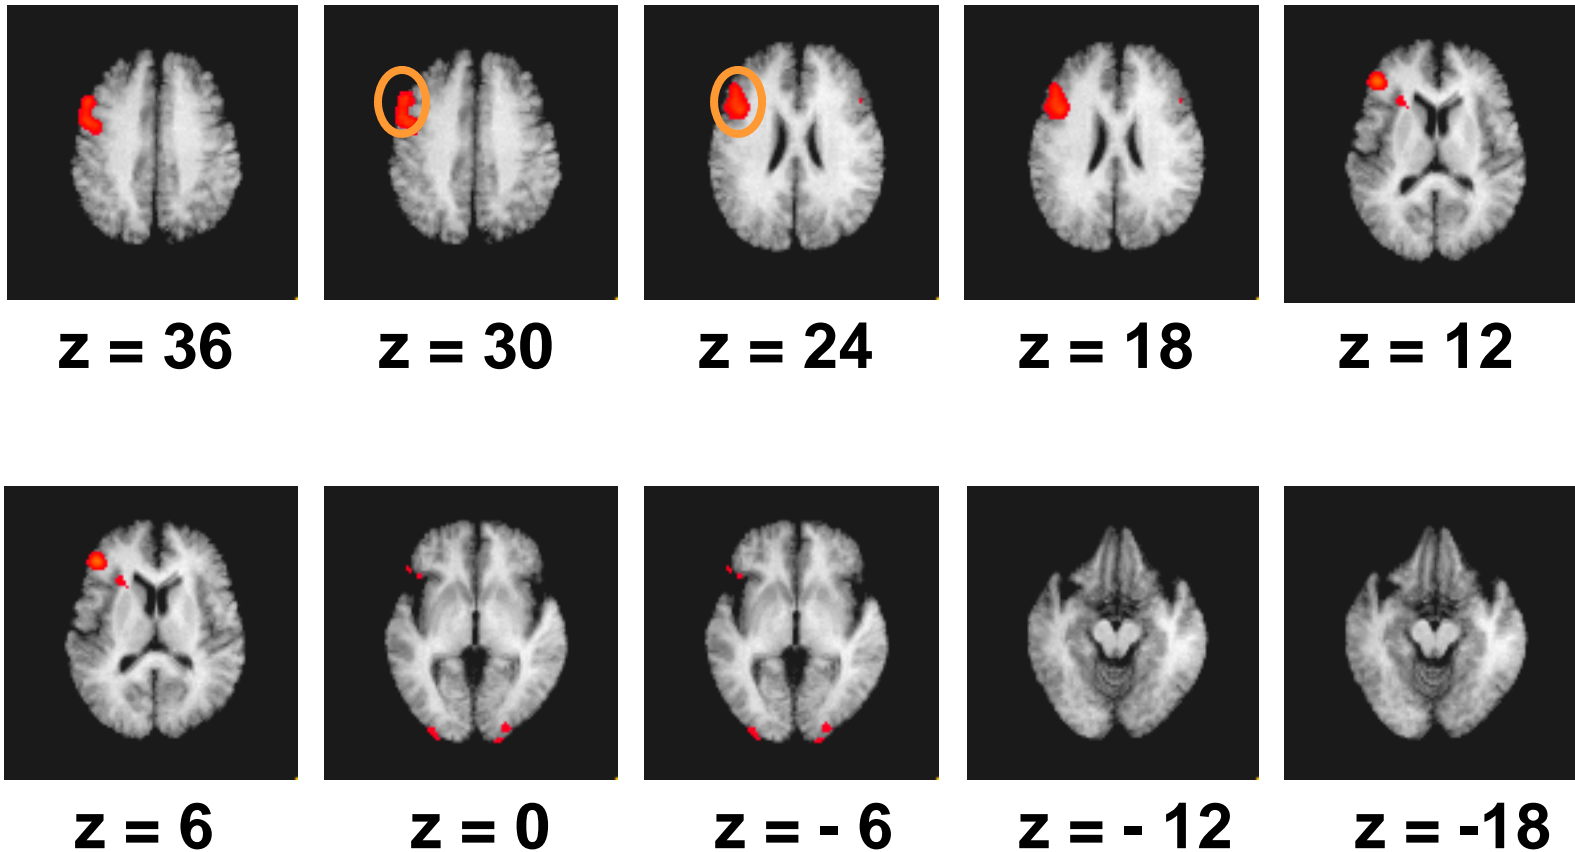 z = 36 z = 30 z = 24 z = 18 z = 12
z = 6 z = 0 z = - 6 z = - 12 z = -18